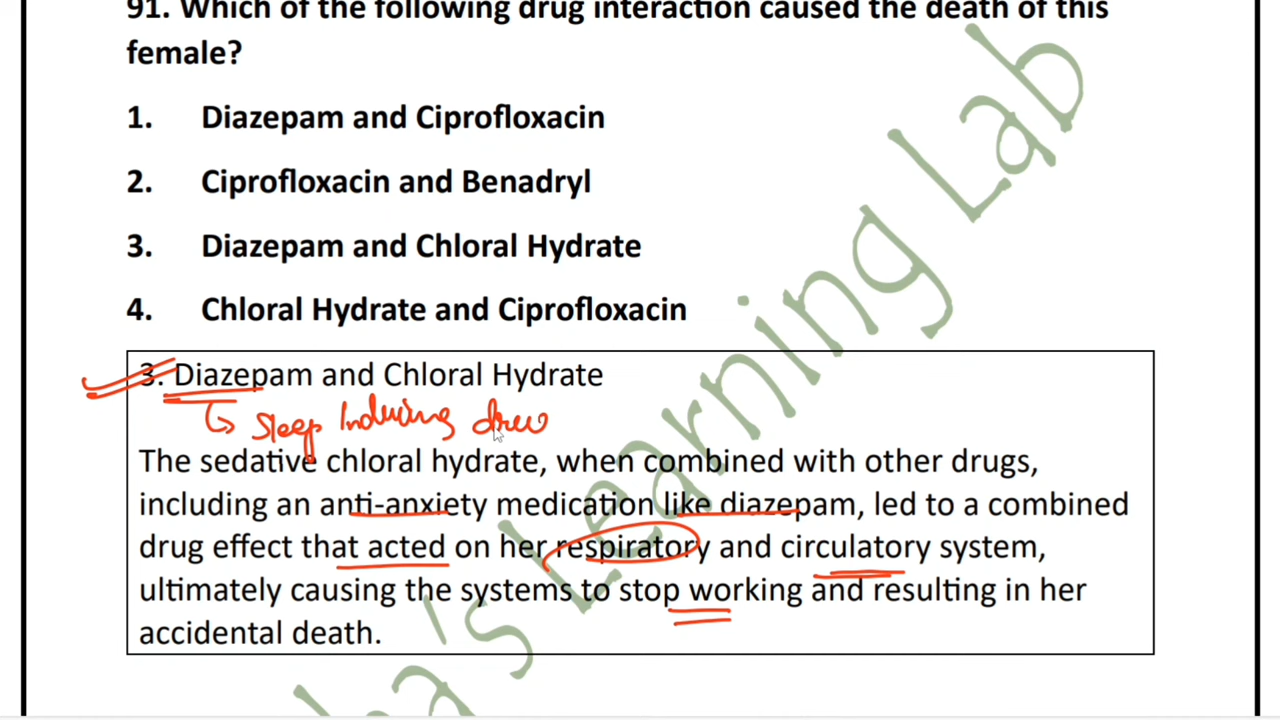 91. Which of the following drug interaction caused the death of this
female?
1. Diazepam and Ciprofloxacin
2. Ciprofloxacin and Benadryl
3. Diazepam and Chloral Hydrate
4. Chloral Hydrate and Ciprofloxacin
3. Diazepam and Chloral Hydrate
Sleep Inducing
The sedative chloral hydrate, when combined with other drugs,
including an anti-anxiety medication like diazepam, led to a combined
drug effect that acted on her respiratory and circulatory system,
ultimately causing the systems to stop working and resulting in her
accidental death.
a's Learning Lab